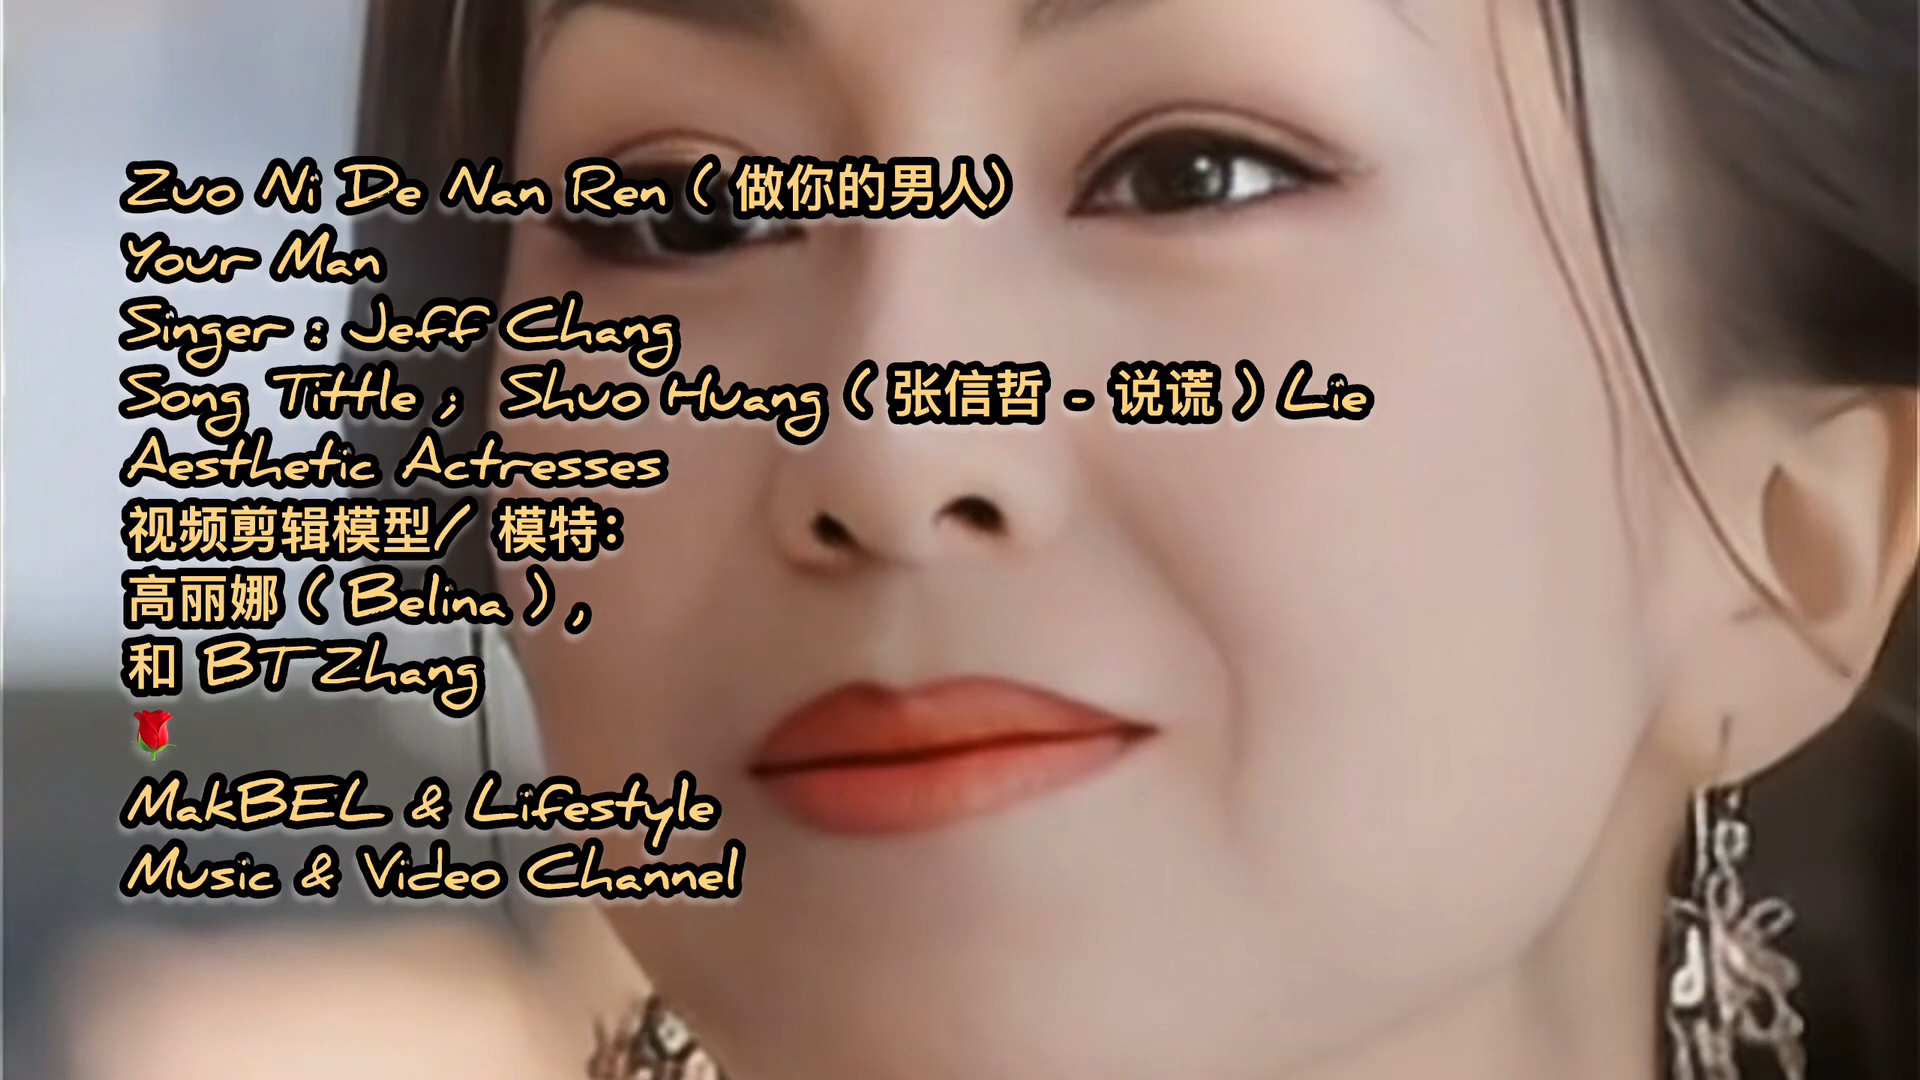 Zuo Ni De Nan Ren ( 做你的男人)
Your Man
Singer : Jeff Chang
Song Tittle ; Shuo Huang ( 张信哲 - 说谎 ) Lie
Aesthetic Actresses
视频剪辑模型/ 模特:
高丽娜 ( Belina ) ,
和 BT Zhang
🌹
MakBEL & Lifestyle
Music & Video Channel